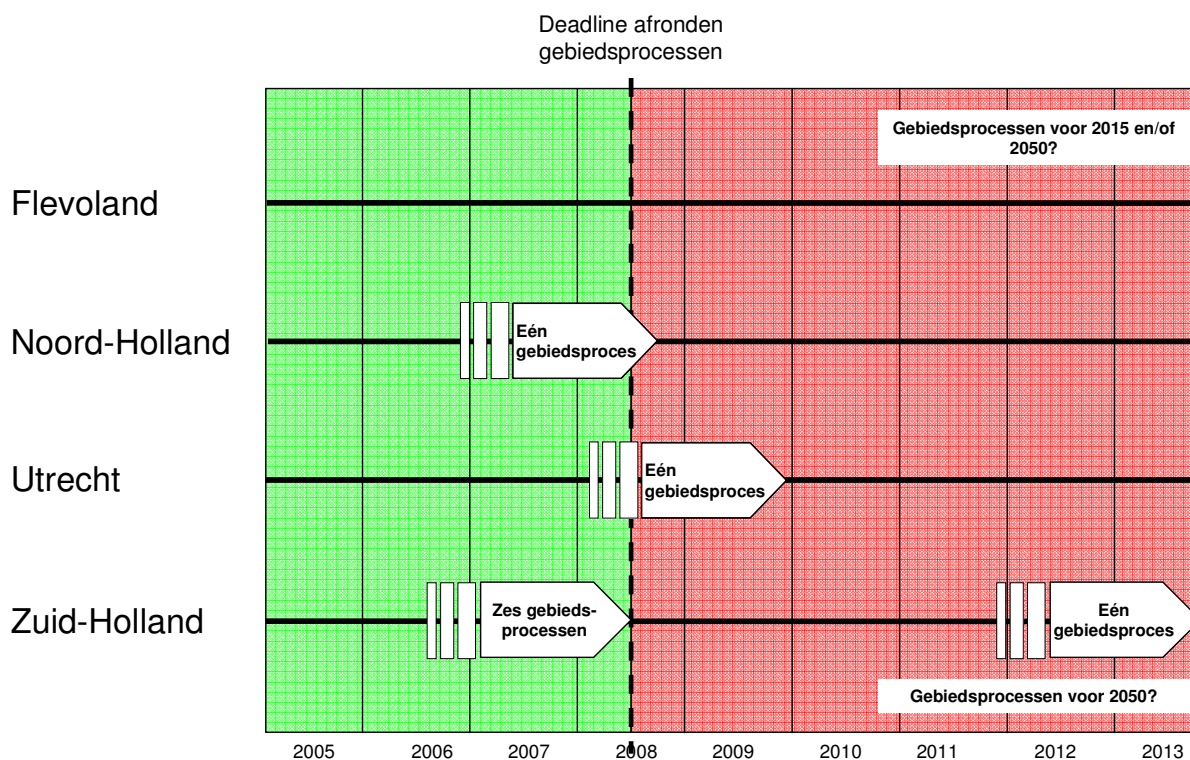 Deadline afronden
gebiedsprocessen
Gebiedsprocessen voor 2015 en/of
2050?
Flevoland
Noord-Holland
Eén
gebiedsproces
Utrecht
Eén
gebiedsproces
Zuid-Holland
Zes gebieds-
processen
Eén
gebiedsproces
Gebiedsprocessen voor 2050?
2005 2006 2007 2008 2009 2010 2011 2012 2013